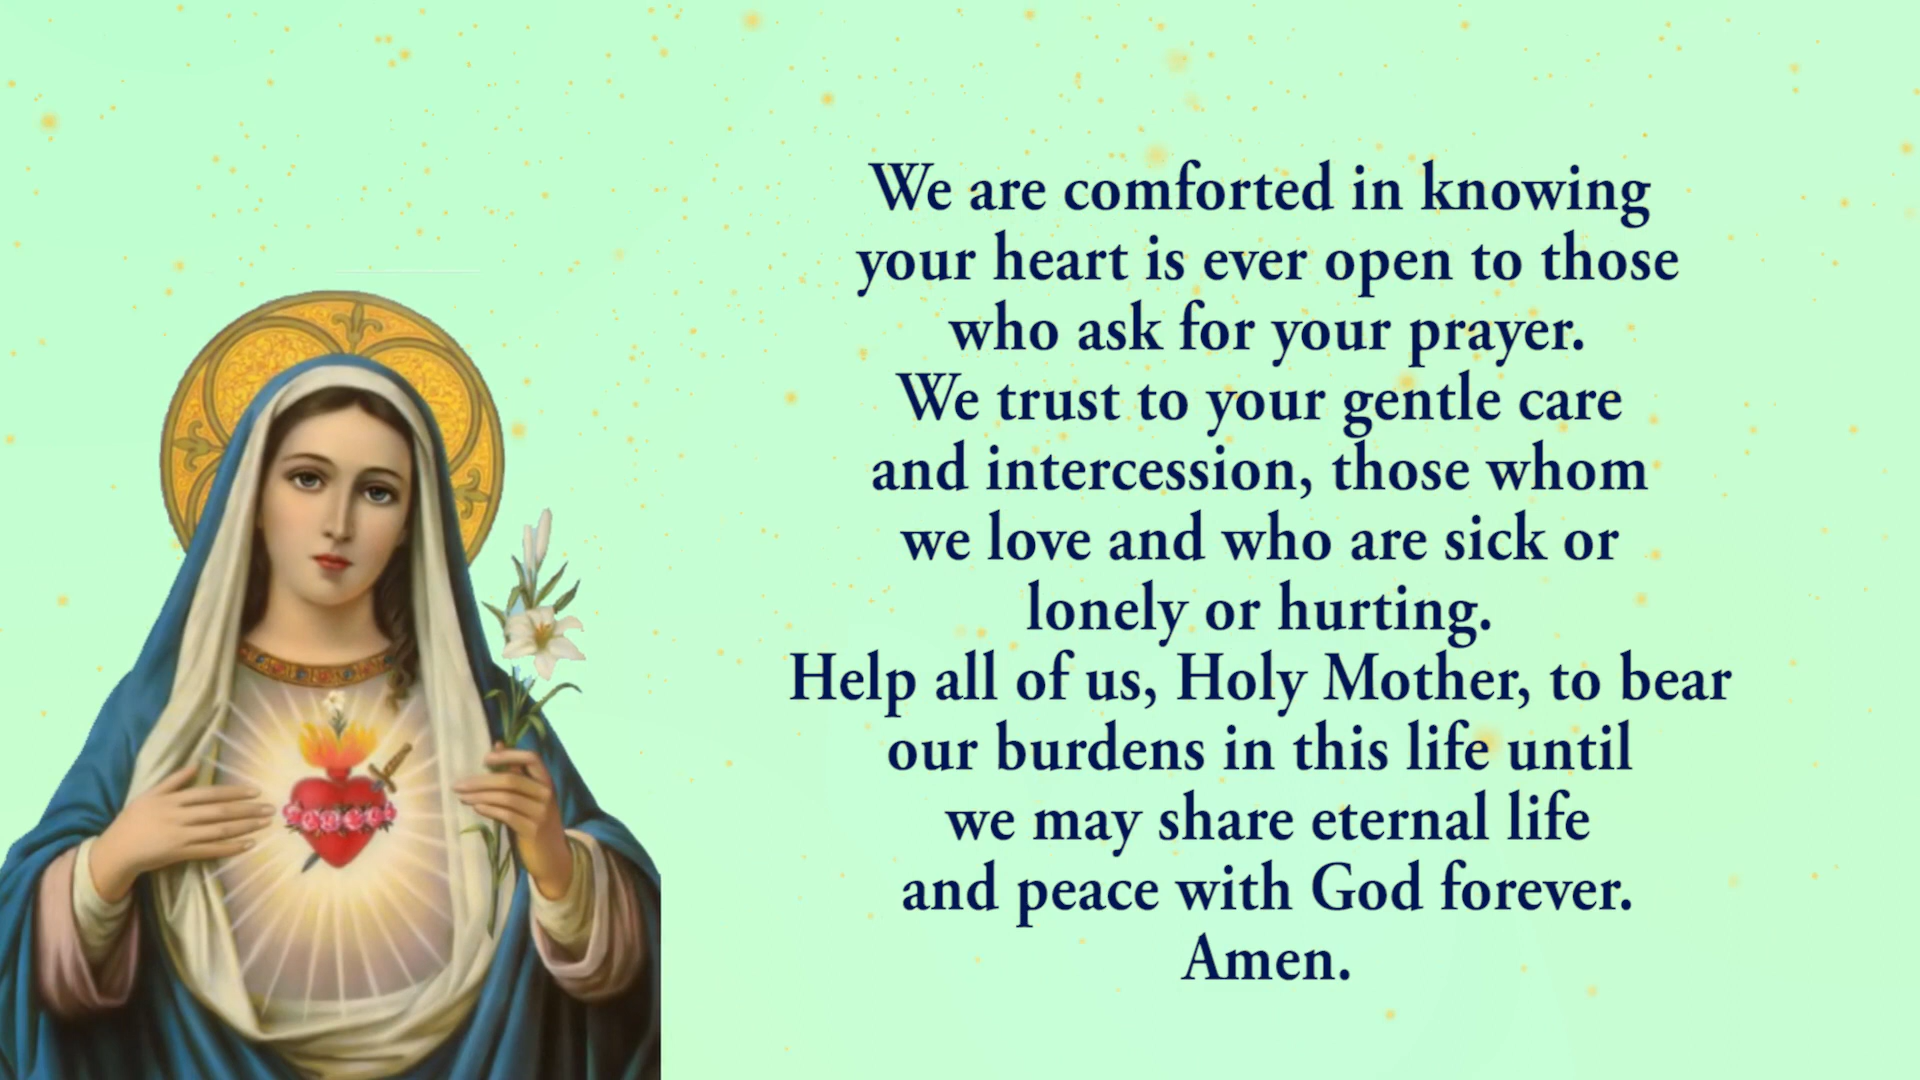 We are comforted in knowing
your heart is ever open to those
who ask for your prayer.
We trust to your gentle care
and intercession, those whom
we love and who are sick or
lonely or hurting.
Help all of us, Holy Mother, to bear
our burdens in this life until
we may share eternal life
and peace with God forever.
Amen.